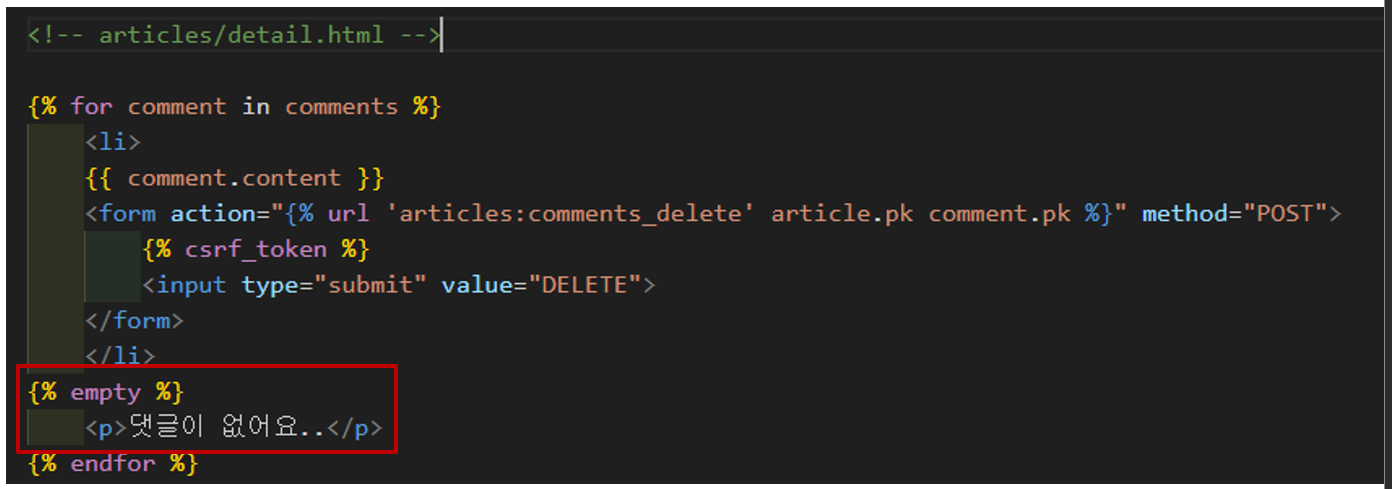 <!-- articles/detail.html -->
{% for comment in comments %}
<li>
{{ comment.content }}
<form action="{% url 'articles:comments_delete' article.pk comment.pk %}" method="POST">
{% csrf_token %}
<input type="submit" value="DELETE">
</form>
</li>
{% empty %}
<p>댓글이 없어요..</p>
{% endfor %}